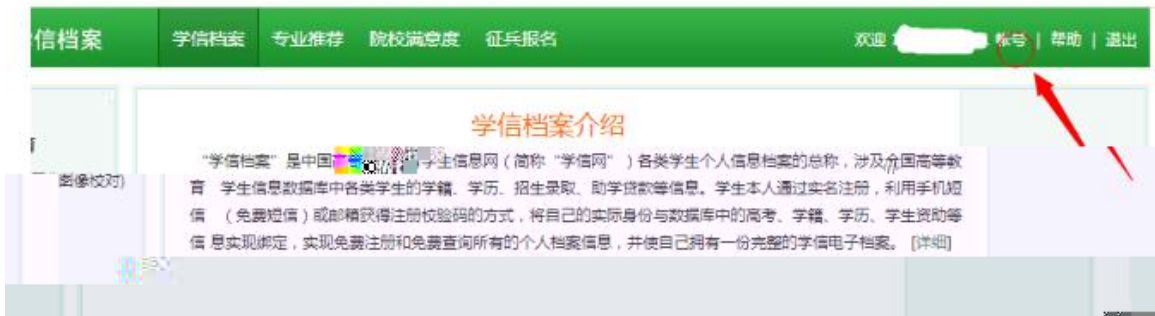 信档案 学信档案 专业推荐 院校满意度 征兵报名 欢迎 账号 | 帮助 | 退出
学信档案介绍
“学信档案”是中国 学生信息网(简称“学信网”)各类学生个人信息档案的总称,涉及 国高等教
图像校对) 育 学生信息数据库中各类学生的学籍、学历、招生录取、助学贷款等信息。学生本人通过实名注册,利用手机短
信 (免费短信)或邮箱获得注册校验码的方式,将自己的实际身份与数据库中的高考、学籍、学历、学生资助等
信 息实现绑定,实现免费注册和免费查询所有的个人档案信息,并使自己拥有一份完整的学信电子档案。 [详细]